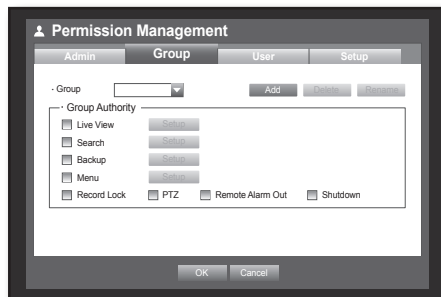 Permission Management
Admin Group User Setup
· Group Add Delete Rename
· Group Authority
Live View Setup
Search Setup
Backup Setup
Menu Setup
Record Lock PTZ Remote Alarm Out Shutdown
OK Cancel